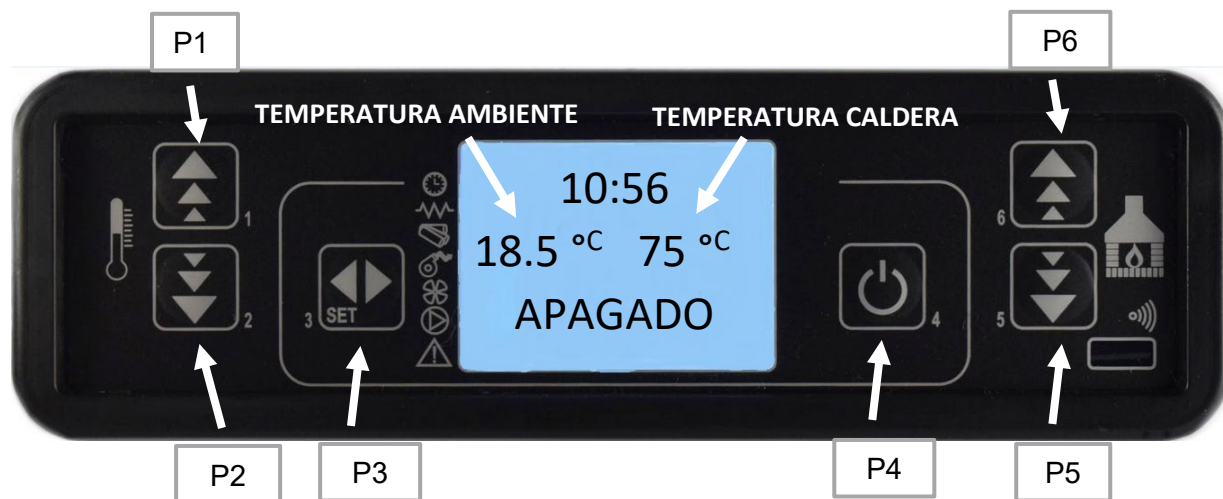 P1
P6
TEMPERATURA AMBIENTE
TEMPERATURA CALDERA
10:56
18.5 °C 75 °C
APAGADO
1
2
3 SET
4
6
5
P2
P3
P4
P5